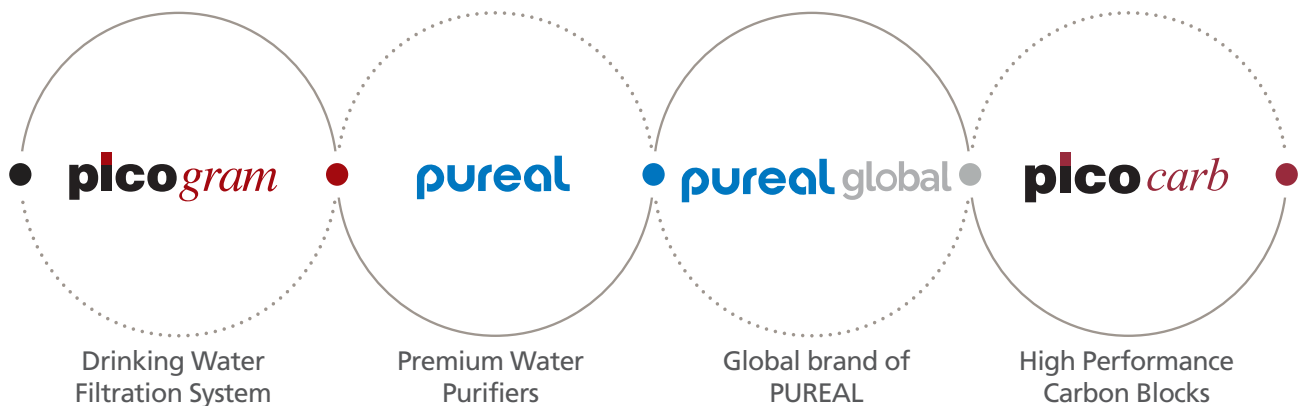 picogram
pureal
pureal global
picocarb
Drinking Water
Filtration System
Premium Water
Purifiers
Global brand of
PUREAL
High Performance
Carbon Blocks